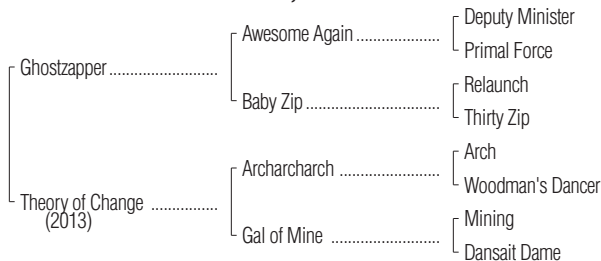 Deputy Minister
Awesome Again ..................
Primal Force
Ghostzapper .......................
Relaunch
Baby Zip .............................
Thirty Zip
Arch
Archarcharch .....................
Woodman's Dancer
Theory of Change ..............
(2013)
Mining
Gal of Mine .......................
Dansait Dame